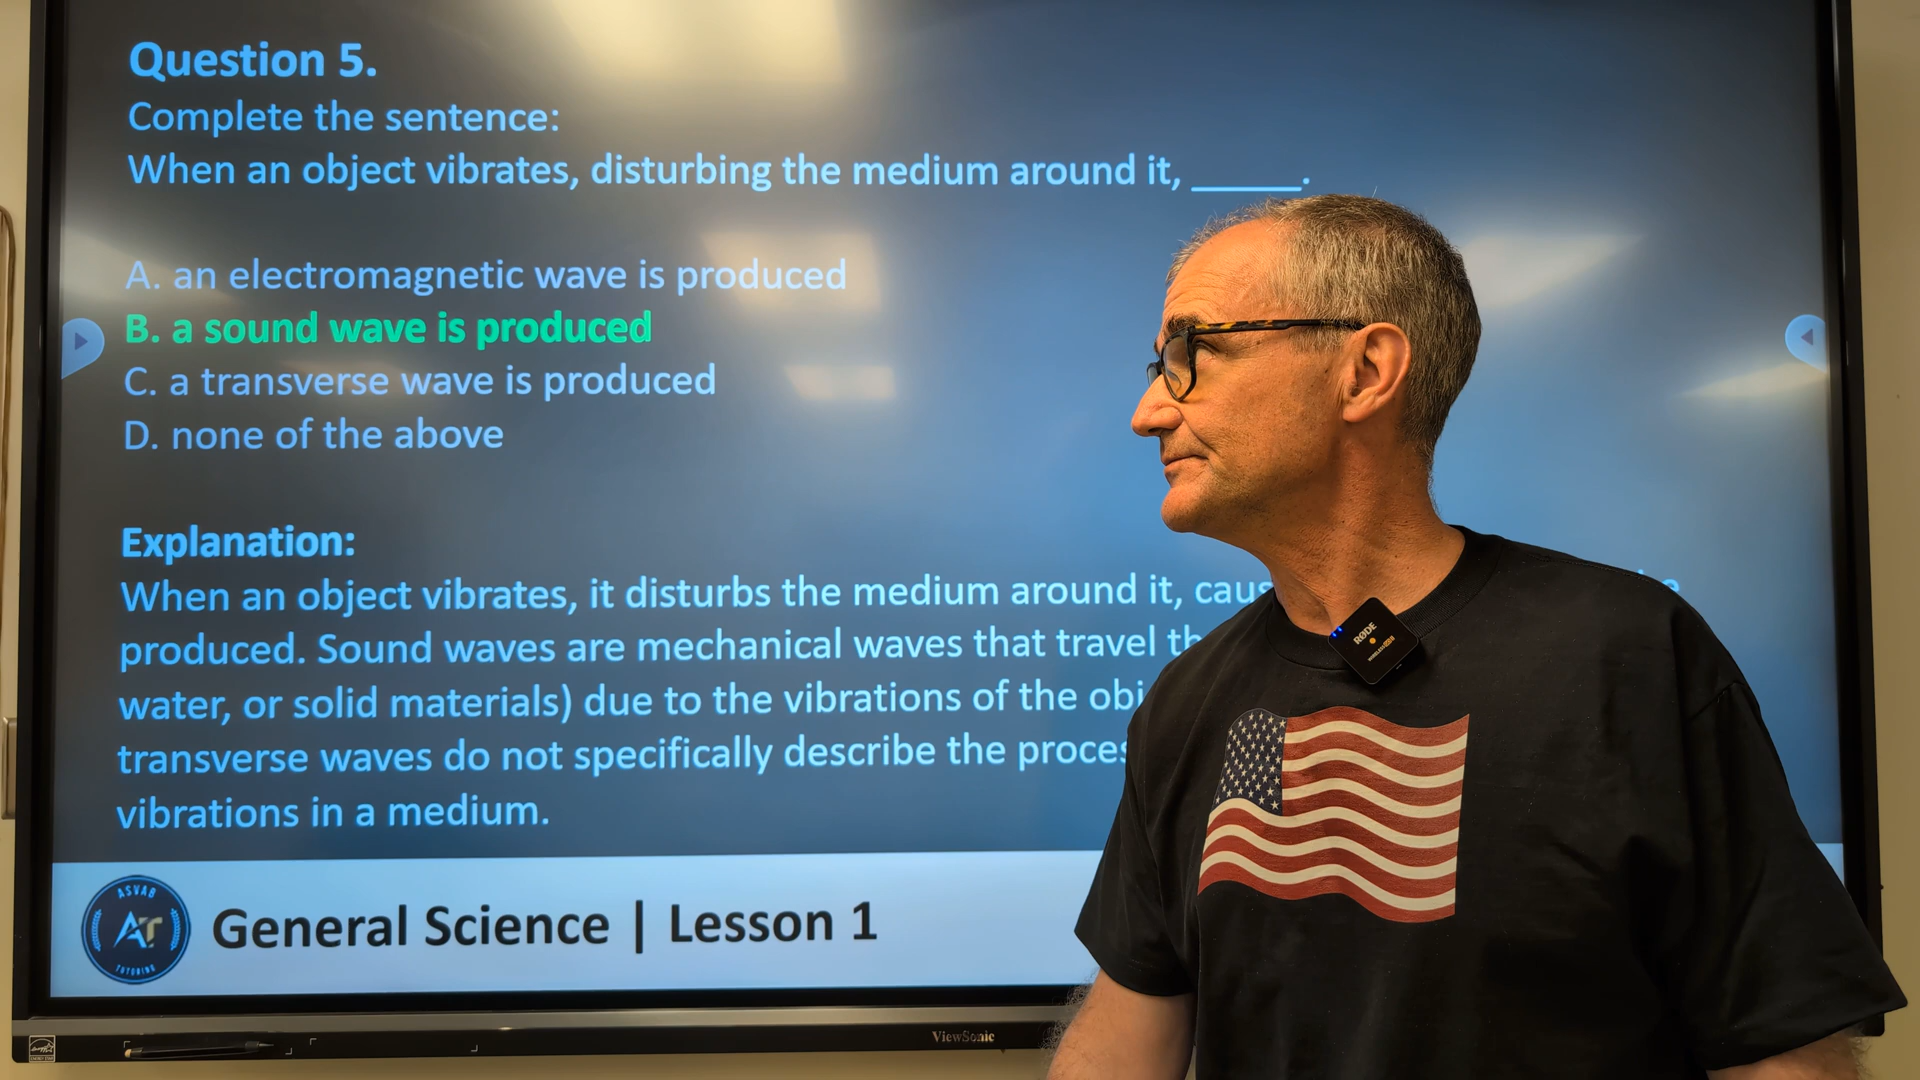 Question 5.
Complete the sentence:
When an object vibrates, disturbing the medium around it, ______.
A. an electromagnetic wave is produced
B. a sound wave is produced
C. a transverse wave is produced
D. none of the above
Explanation:
When an object vibrates, it disturbs the medium around it,
produced. Sound waves are mechanical waves that travel
water, or solid materials) due to the vibrations of the
transverse waves do not specifically describe the
vibrations in a medium.
RØDE
ASVAB
AT
TUTORING
General Science | Lesson 1
ViewSonic